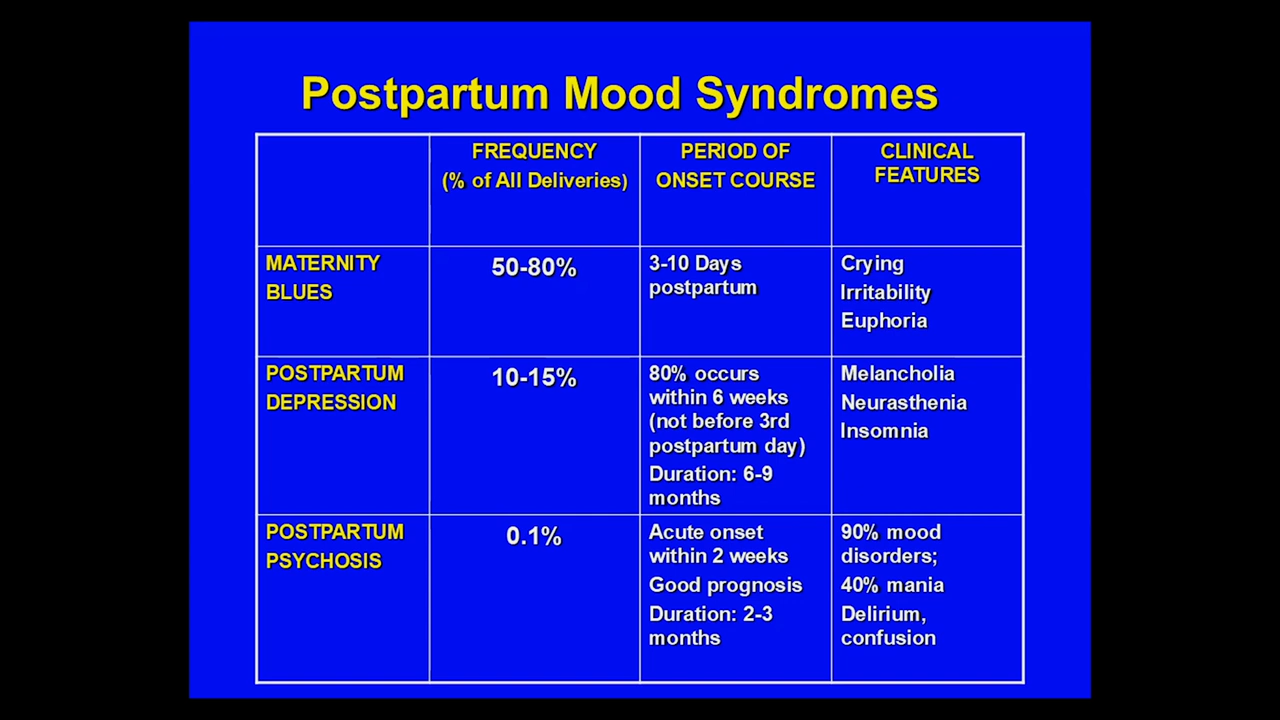 Postpartum Mood Syndromes
FREQUENCY
(% of All Deliveries)
PERIOD OF
ONSET COURSE
CLINICAL
FEATURES
MATERNITY
BLUES
50-80%
3-10 Days
postpartum
Crying
Irritability
Euphoria
POSTPARTUM
DEPRESSION
10-15%
80% occurs
within 6 weeks
(not before 3rd
postpartum day)
Duration: 6-9
months
Melancholia
Neurasthenia
Insomnia
POSTPARTUM
PSYCHOSIS
0.1%
Acute onset
within 2 weeks
Good prognosis
Duration: 2-3
months
90% mood
disorders;
40% mania
Delirium,
confusion